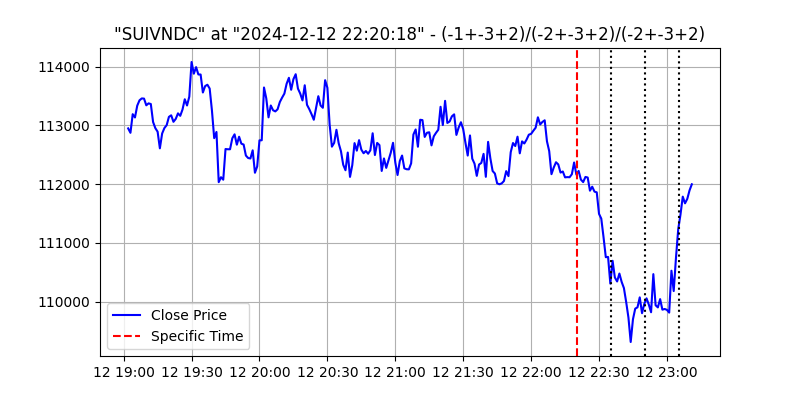 "SUIVNDC" at "2024-12-12 22:20:18" - (-1+-3+2)/(-2+-3+2)/(-2+-3+2)
114000
113000
112000
111000
110000
Close Price
Specific Time
12 19:00 12 19:30 12 20:00 12 20:30 12 21:00 12 21:30 12 22:00 12 22:30 12 23:00